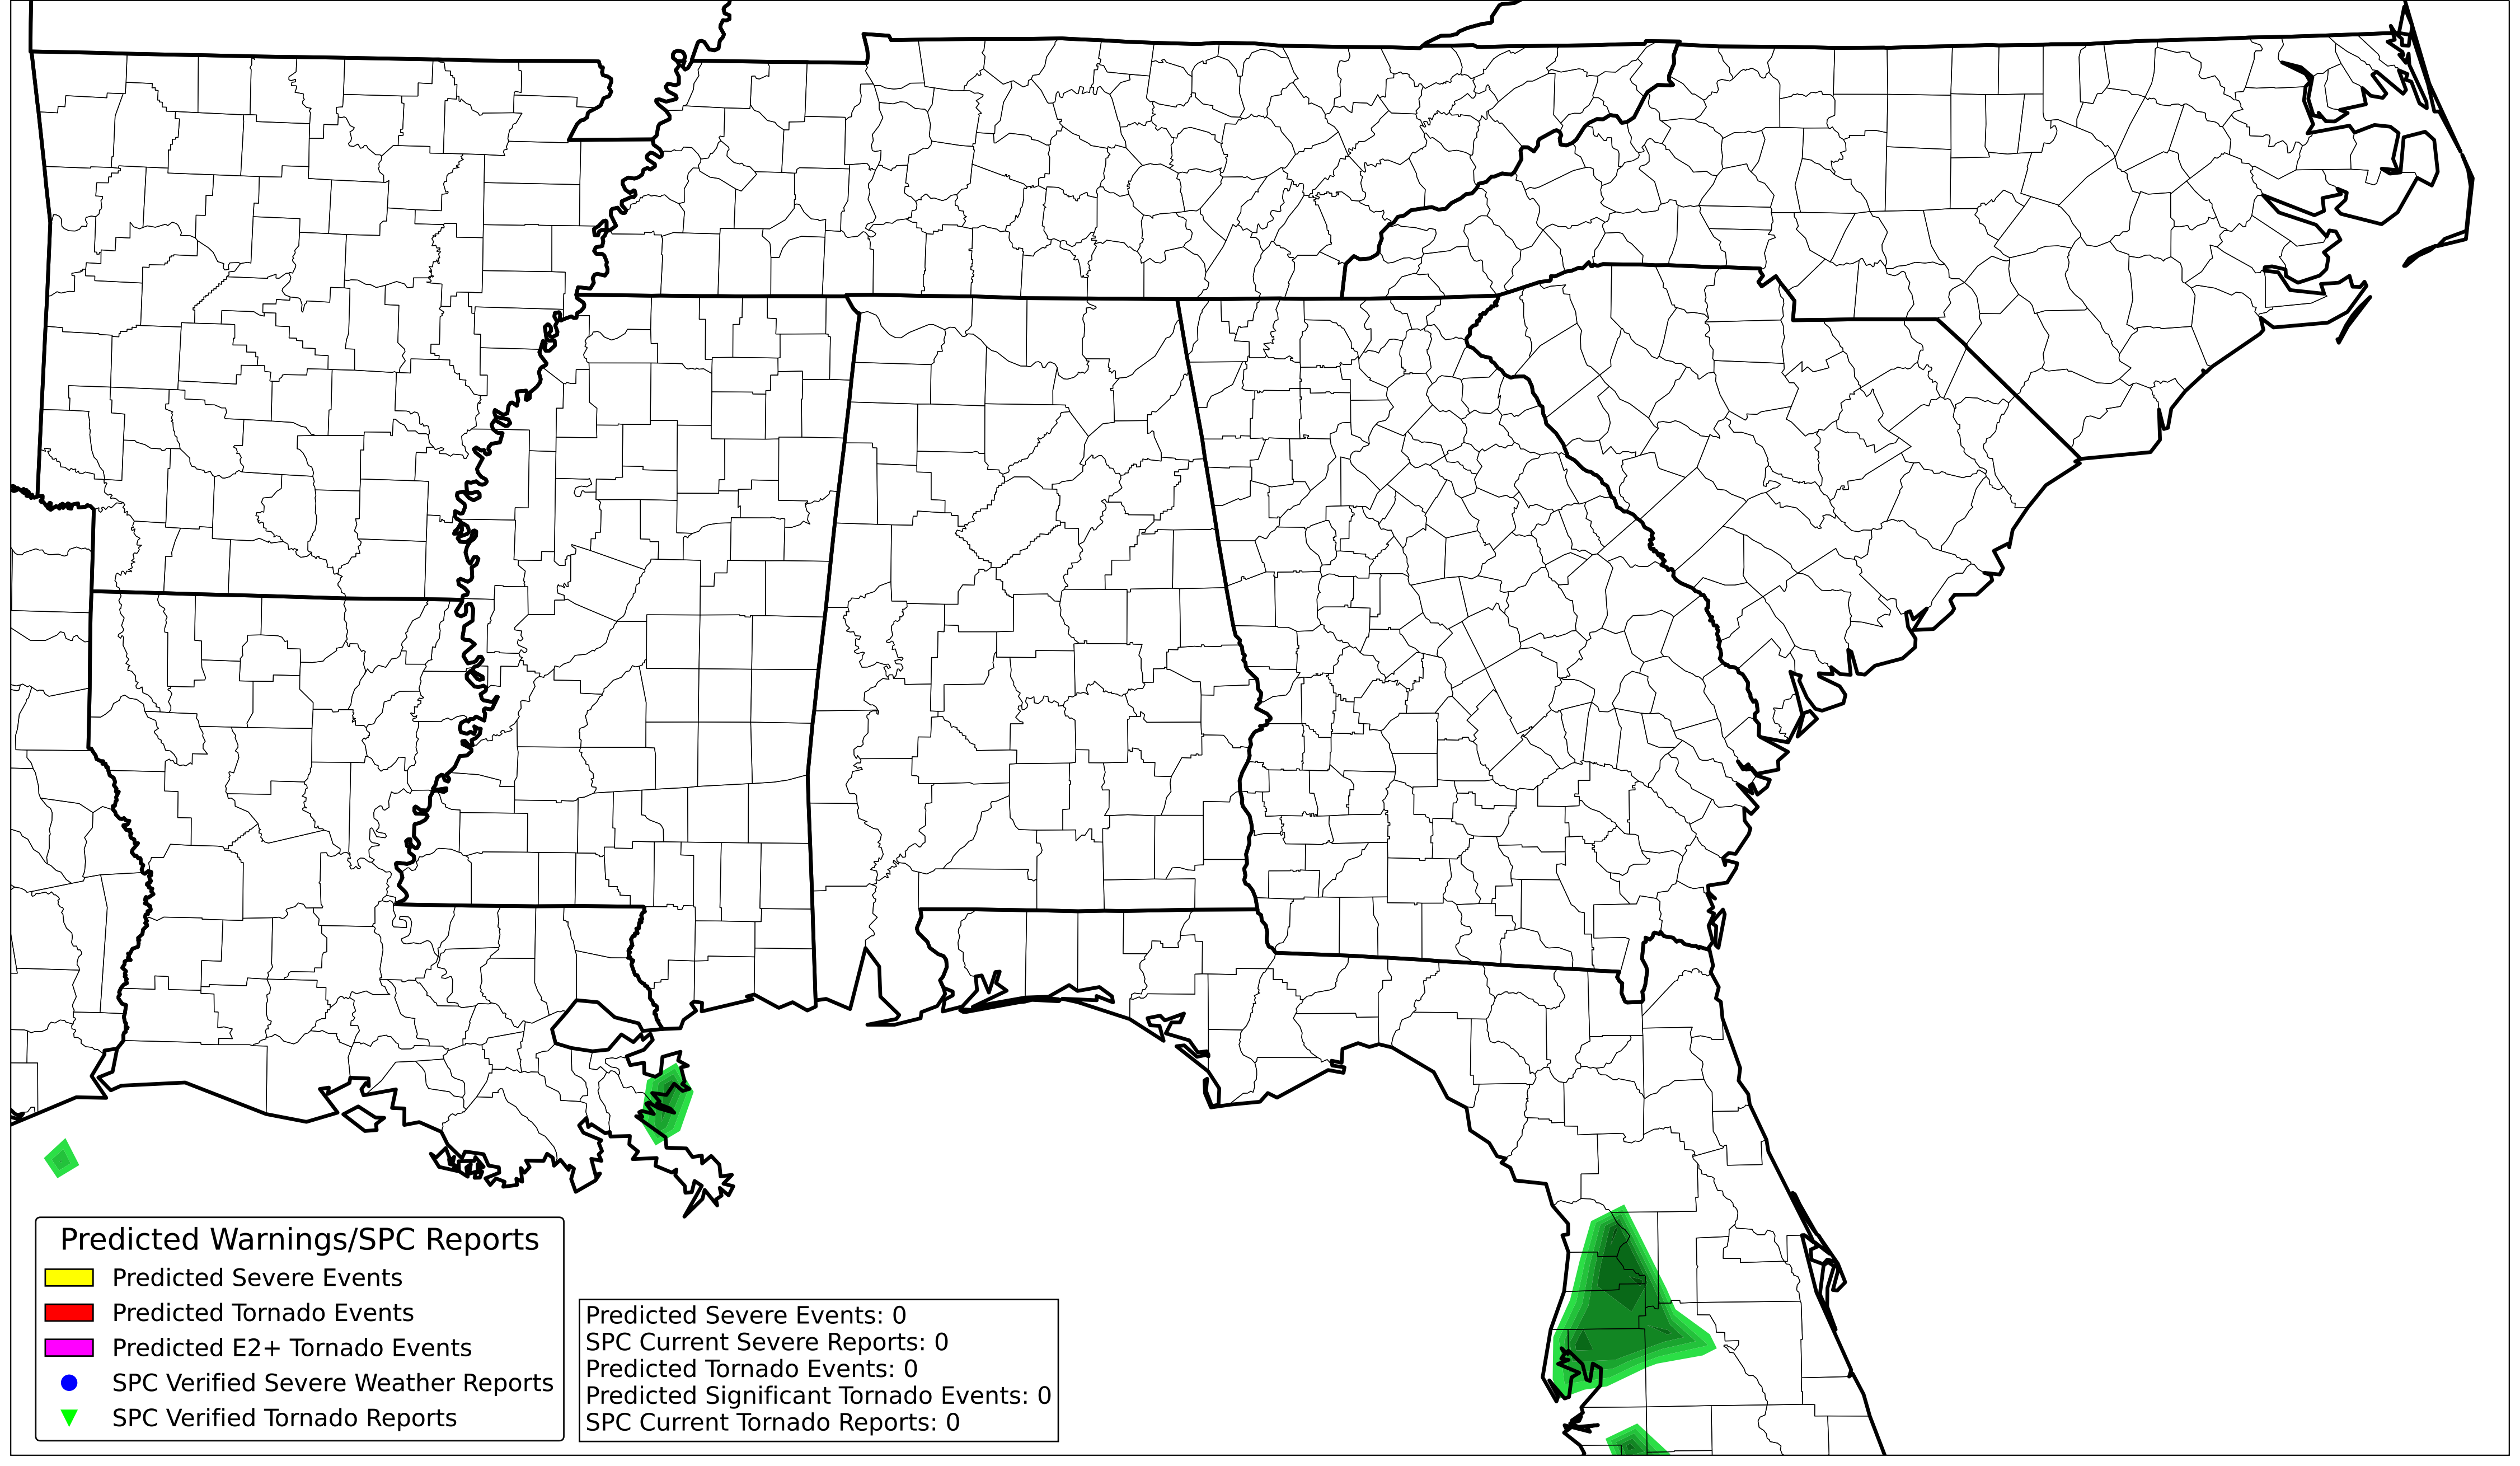 Predicted Warnings/SPC Reports
Predicted Severe Events
Predicted Tornado Events
Predicted E2+ Tornado Events
SPC Verified Severe Weather Reports
SPC Verified Tornado Reports
Predicted Severe Events: 0
SPC Current Severe Reports: 0
Predicted Tornado Events: 0
Predicted Significant Tornado Events: 0
SPC Current Tornado Reports: 0